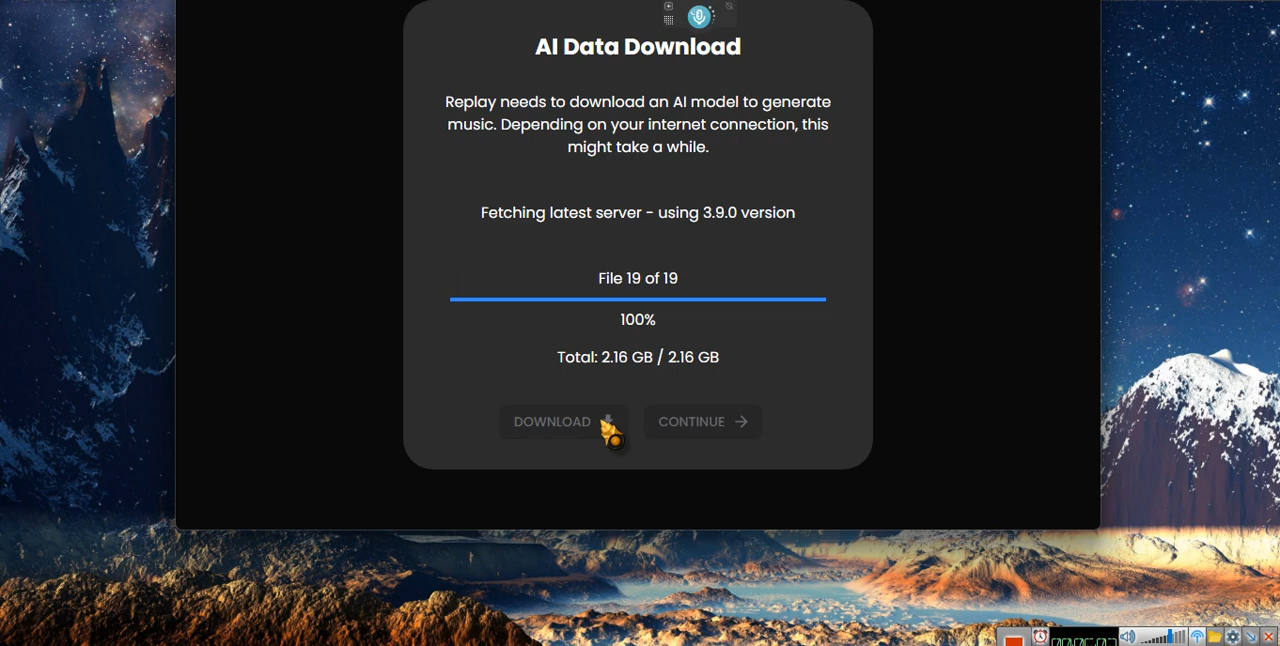 AI Data Download
Replay needs to download an AI model to generate
music. Depending on your internet connection, this
might take a while.
Fetching latest server - using 3.9.0 version
File 19 of 19
100%
Total: 2.16 GB / 2.16 GB
DOWNLOAD
CONTINUE